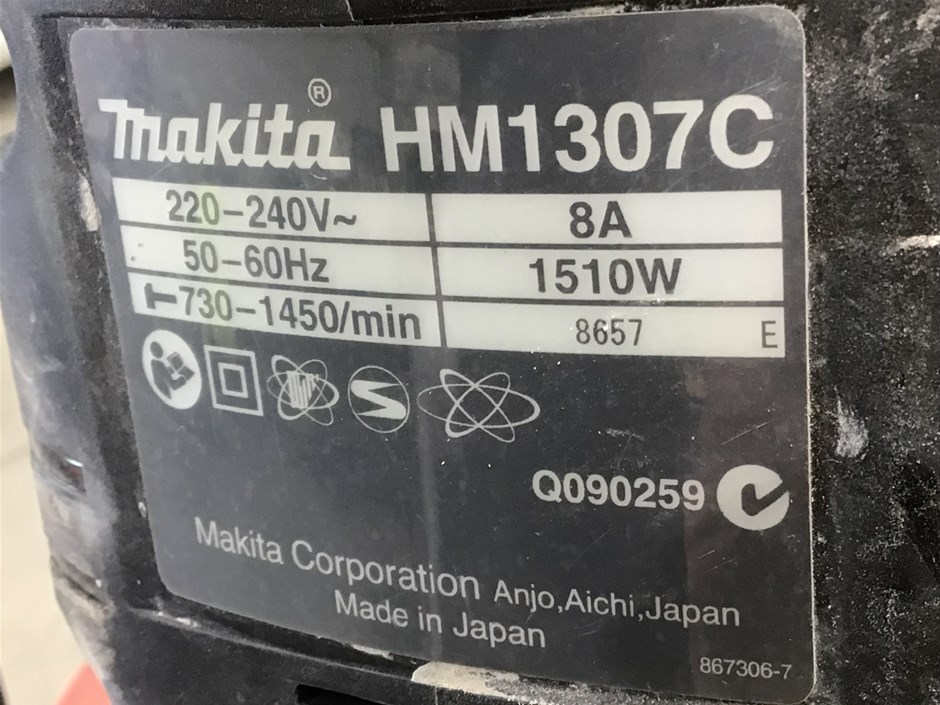 makita® HM1307C
220-240V~ 8A
50-60Hz 1510W
730-1450/min 8657 E
Q090259
Makita Corporation Anjo,Aichi,Japan
Made in Japan
867306-7